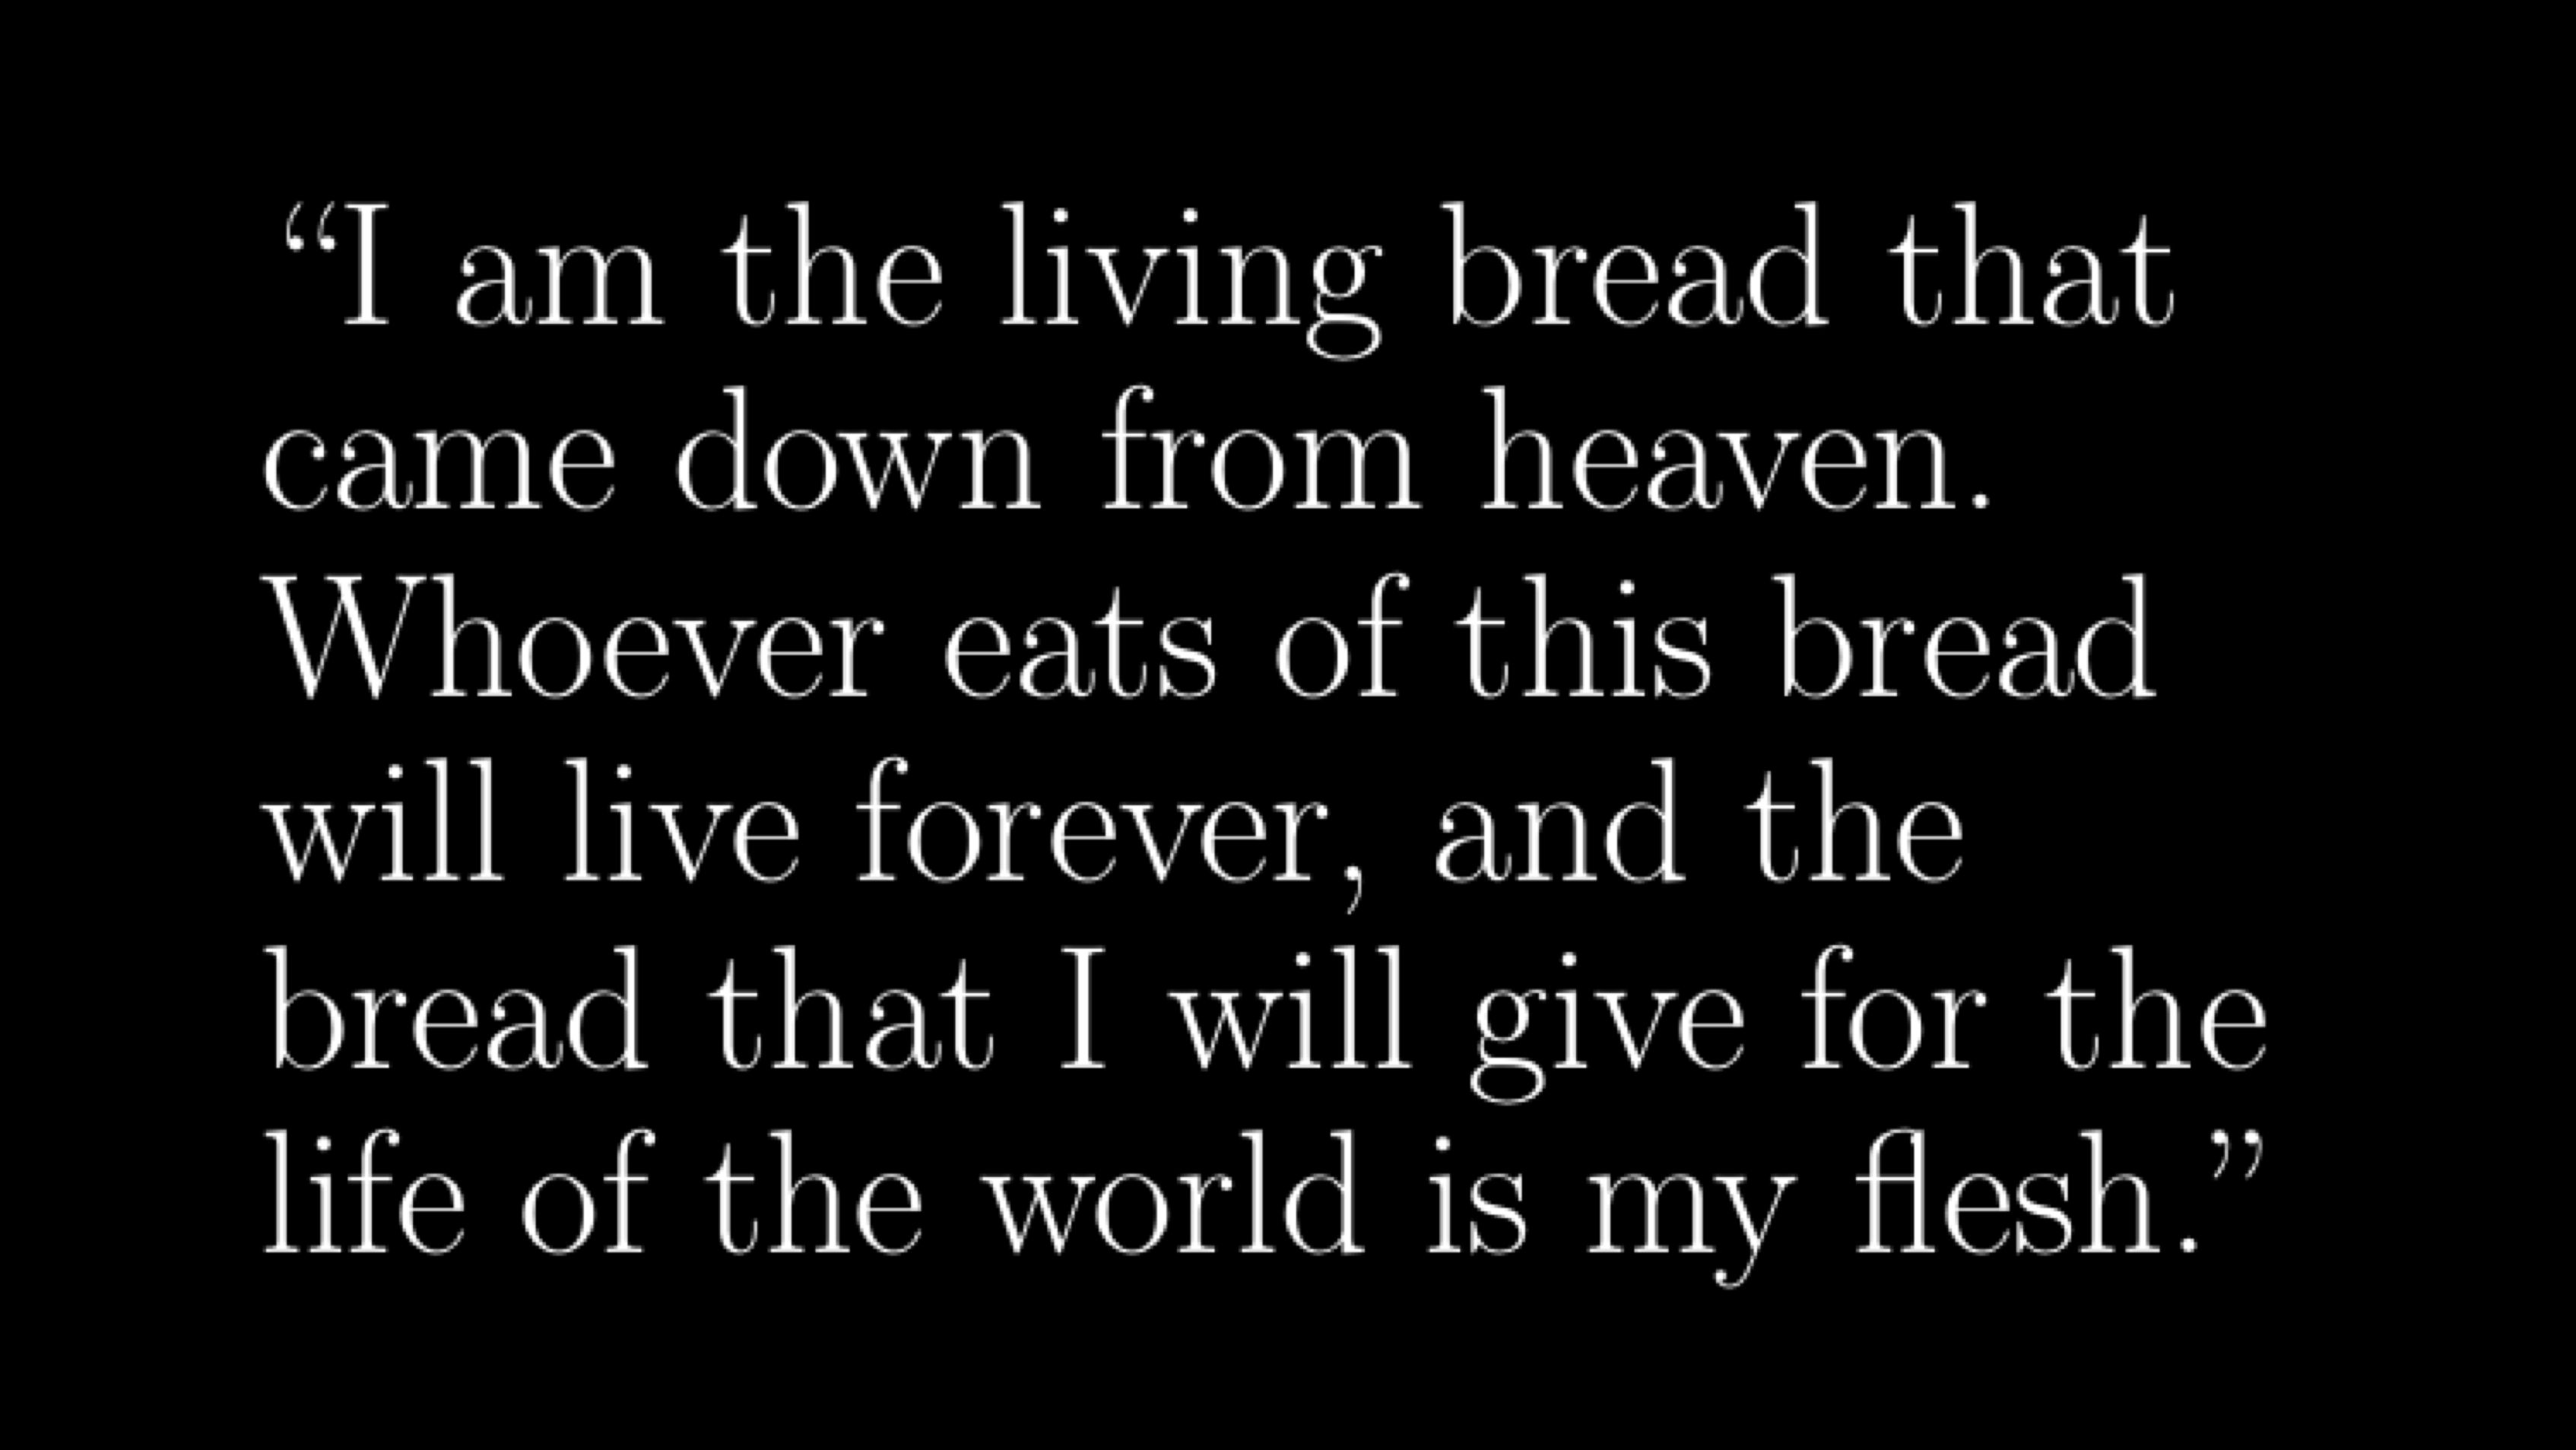 “I am the living bread that
came down from heaven.
Whoever eats of this bread
will live forever, and the
bread that I will give for the
life of the world is my flesh.”